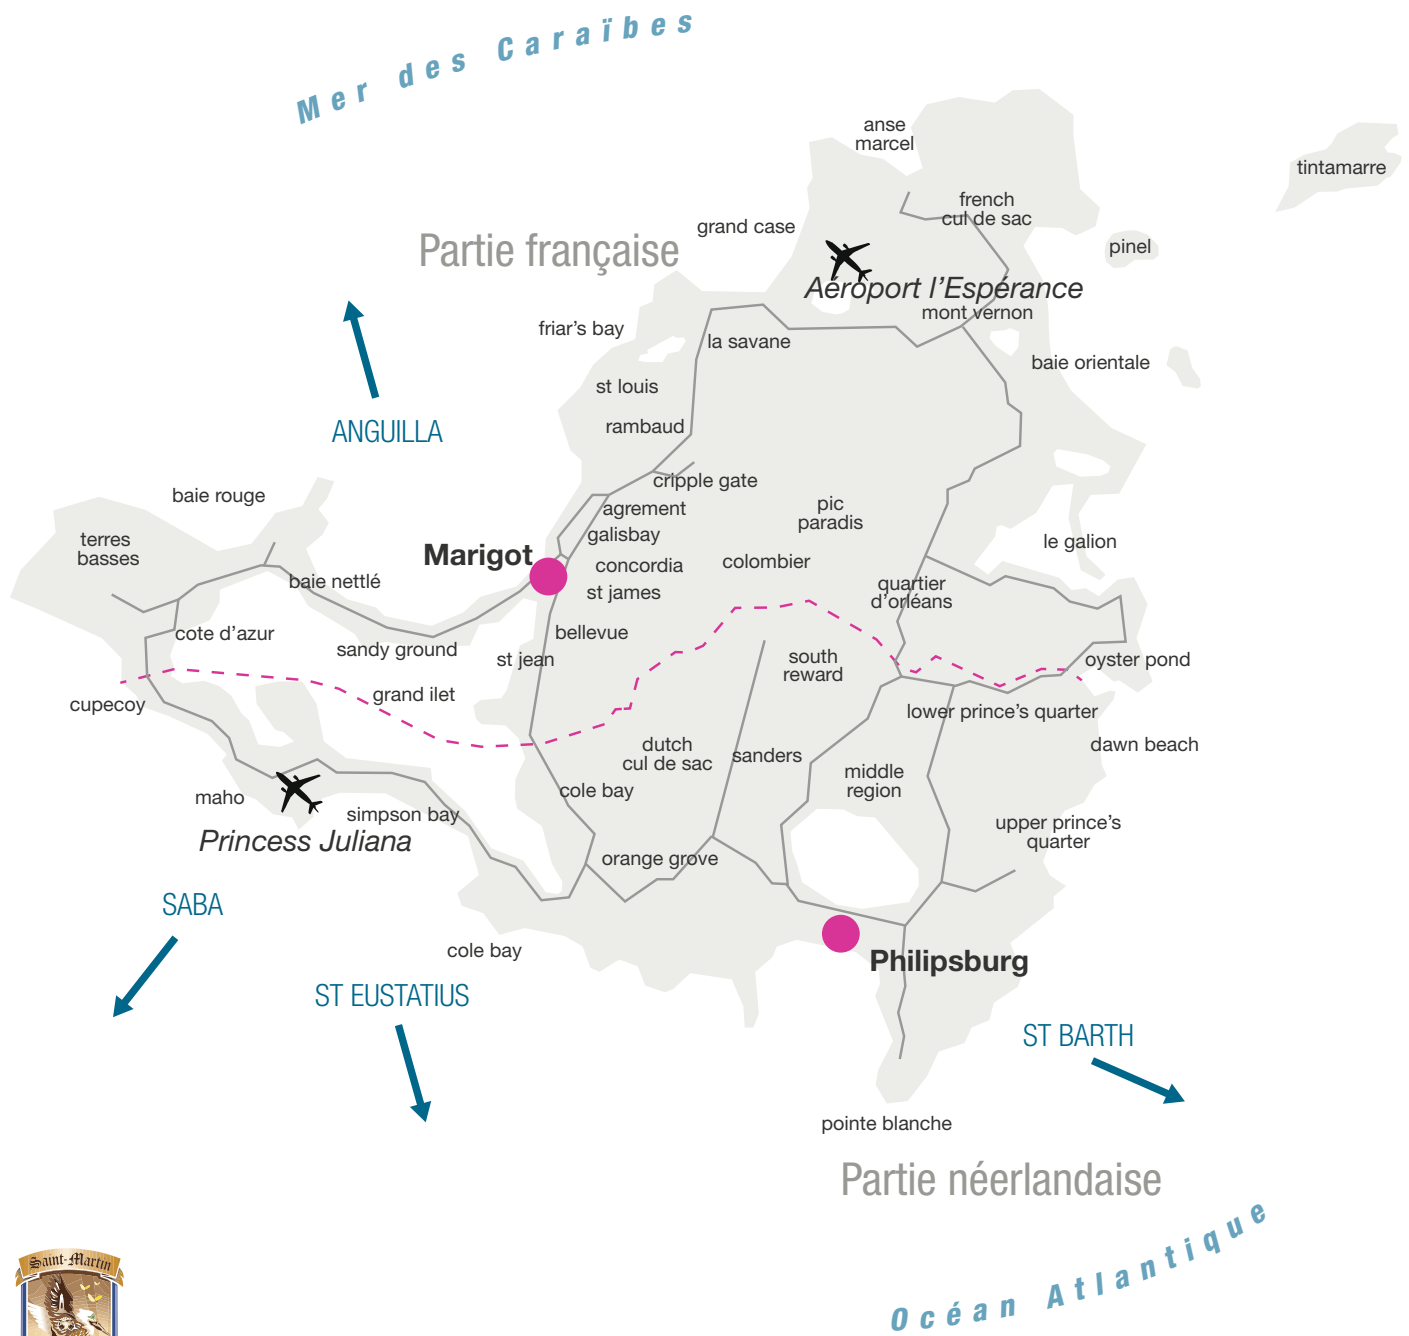 Mer des Caraïbes
anse
marcel
tintamarre
french
cul de sac
grand case
Partie française
pinel
Aéroport l'Espérance
mont vernon
friar's bay
la savane
baie orientale
st louis
rambaud
ANGUILLA
cripple gate
baie rouge
agrement
pic
paradis
galisbay
terres
basses
le galion
Marigot
concordia
colombier
baie nettlé
st james
quartier
d'orléans
cote d'azur
bellevue
sandy ground
st jean
south
reward
oyster pond
grand ilet
cupecoy
lower prince's quarter
dutch
cul de sac
sanders
dawn beach
middle
region
cole bay
maho
simpson bay
upper prince's
quarter
Princess Juliana
orange grove
SABA
cole bay
Philipsburg
ST EUSTATIUS
ST BARTH
pointe blanche
Partie néerlandaise
Océan Atlantique
Saint-Martin